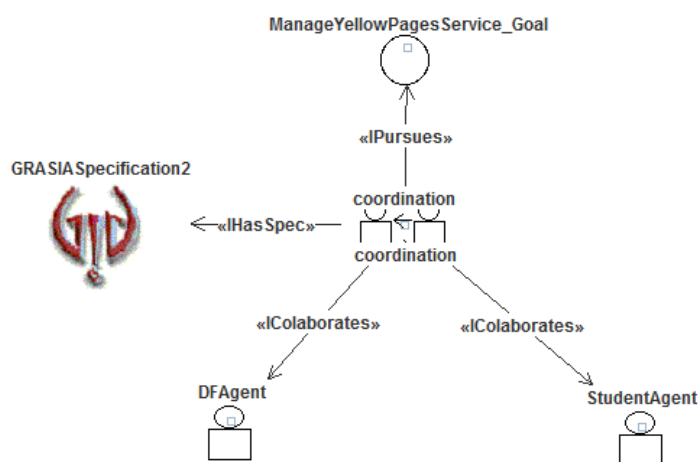 ManageYellowPagesService_Goal
«IPursues»
GRASIASpecification2
coordination
«IHasSpec»
coordination
«IColaborates»
«IColaborates»
DFAgent
StudentAgent